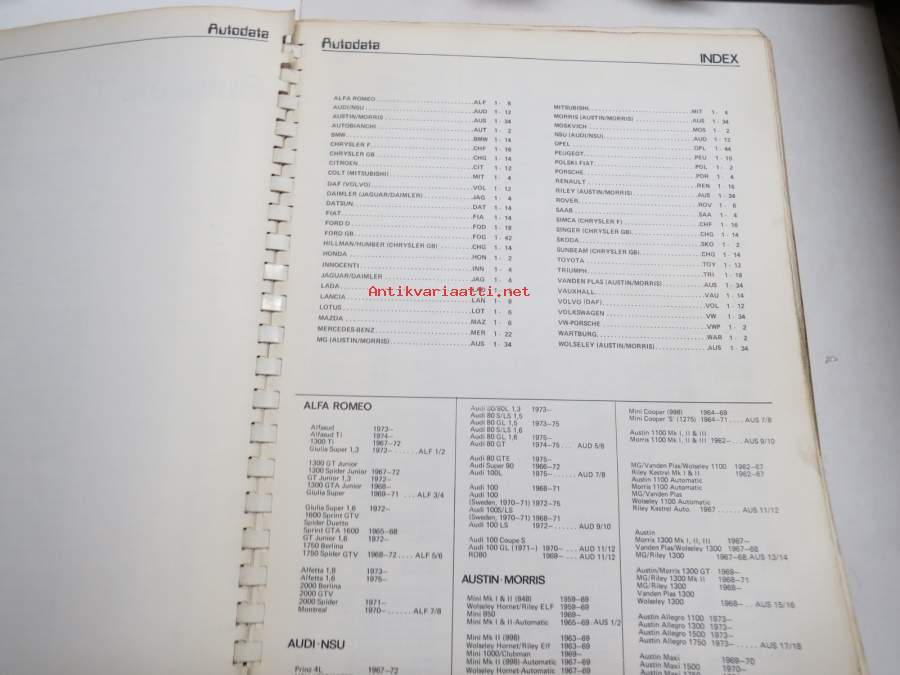 Autodata
Autodata
INDEX
ALFA ROMEO ALF 1 - 6
AUDI/NSU AUD 1 - 12
AUSTIN/MORRIS AUS 1 - 34
AUTOBIANCHI AUT 1 - 2
BMW BMW 1 - 14
CHRYSLER F CHF 1 - 16
CHRYSLER GB CHG 1 - 14
CITROEN CIT 1 - 12
COLT (MITSUBISHI) MIT 1 - 4
DAF (VOLVO) VOL 1 - 12
DAIMLER (JAGUAR/DAIMLER) JAG 1 - 4
DATSUN DAT 1 - 14
FIAT FIA 1 - 14
FORD D FOD 1 - 18
FORD GB FOG 1 - 42
HILLMAN/HUMBER (CHRYSLER GB) CHG 1 - 14
HONDA HON 1 - 2
INNOCENTI INN 1 - 4
JAGUAR/DAIMLER JAG 1 - 4
LADA
LANCIA LAN 1 - 8
LOTUS LOT 1 - 6
MAZDA MAZ 1 - 6
MERCEDES-BENZ MER 1 - 22
MG (AUSTIN/MORRIS) AUS 1 - 34
MITSUBISHI MIT 1 - 4
MORRIS (AUSTIN/MORRIS) AUS 1 - 34
MOSKVICH MOS 1 - 2
NSU (AUDI/NSU) AUD 1 - 12
OPEL OPL 1 - 44
PEUGEOT PEU 1 - 10
POLSKI FIAT POL 1 - 2
PORSCHE POR 1 - 4
RENAULT REN 1 - 16
RILEY (AUSTIN/MORRIS) AUS 1 - 34
ROVER ROV 1 - 6
SAAB SAA 1 - 4
SIMCA (CHRYSLER F) CHF 1 - 16
SINGER (CHRYSLER GB) CHG 1 - 14
SKODA SKO 1 - 2
SUNBEAM (CHRYSLER GB) CHG 1 - 14
TOYOTA TOY 1 - 12
TRIUMPH TRI 1 - 18
VANDEN PLAS (AUSTIN/MORRIS) AUS 1 - 34
VAUXHALL VAU 1 - 14
VOLVO (DAF) VOL 1 - 12
VOLKSWAGEN VW 1 - 34
VW-PORSCHE VWP 1 - 2
WARTBURG WAR 1 - 2
WOLSELEY (AUSTIN/MORRIS) AUS 1 - 34
Antikvariaatti.net
ALFA ROMEO
Alfasud 1973–
Alfasud Ti 1974–
1300 Ti 1967–72
Giulia Super 1,3 1972– ALF 1/2
1300 GT Junior
1300 Spider Junior 1967–72
GT Junior 1,3 1972–
1300 GTA Junior 1968–
Giulia Super 1969–71 ALF 3/4
Giulia Super 1,6 1972–
1600 Sprint GTV
Spider Duetto
Sprint GTA 1600 1965–68
GT Junior 1,6 1972–
1750 Berlina
1750 Spider GTV 1968–72 ALF 5/6
Alfetta 1,8 1973–
Alfetta 1,6 1975–
2000 Berlina
2000 GTV
2000 Spider 1971–
Montreal 1970– ALF 7/8
AUDI·NSU
Prinz 4L 1967–72
Audi 80/80L 1,3 1973–
Audi 80 S/LS 1,5
Audi 80 GL 1,5 1973–75
Audi 80 S/LS 1,6
Audi 80 GL 1,6 1975–
Audi 80 GT 1974–75 AUD 5/6
Audi 80 GTE 1975–
Audi Super 90 1966–72
Audi 100L 1975– AUD 7/8
Audi 100 1968–71
Audi 100
(Sweden, 1970–71) 1972–75
Audi 100S/LS
(Sweden, 1970–71) 1968–71
Audi 100 LS 1972– AUD 9/10
Audi 100 Coupe S
Audi 100 GL (1971–) 1970– AUD 11/12
RO80 1968– AUD 11/12
AUSTIN·MORRIS
Mini Mk I & II (848) 1959–69
Wolseley Hornet/Riley ELF 1959–69
Mini 850 1969–
Mini Mk I & II-Automatic 1965–69 AUS 1/2
Mini Mk II (998) 1963–69
Wolseley Hornet/Riley Elf 1963–69
Mini 1000/Clubman 1969–
Mini Mk II (998)-Automatic 1967–69
Wolseley Hornet-Automatic 1967–69
Mini Cooper (998) 1964–69
Mini Cooper 'S' (1275) 1964–71 AUS 7/8
Austin 1100 Mk I, II & III
Morris 1100 Mk I, II & III 1962– AUS 9/10
MG/Vanden Plas/Wolseley 1100 1962–67
Riley Kestrel Mk I & II 1962–67
Austin 1100 Automatic
Morris 1100 Automatic
MG/Vanden Plas
Wolseley 1100 Automatic
Riley Kestrel Auto. 1967 AUS 11/12
Austin
Morris 1300 Mk I, II, III 1967–
Vanden Plas/Wolseley 1300 1967–68
MG/Riley 1300 1967–68 AUS 13/14
Austin/Morris 1300 GT 1969–
MG/Riley 1300 Mk II 1968–71
MG/Riley 1300 1968–
Vanden Plas 1300
Wolseley 1300 1968– AUS 15/16
Austin Allegro 1100 1973–
Austin Allegro 1300 1973–
Austin Allegro 1500 1973–
Austin Allegro 1750 1973– AUS 17/18
Austin Maxi 1969–70
Austin Maxi 1500 1970–
Austin Maxi 1750